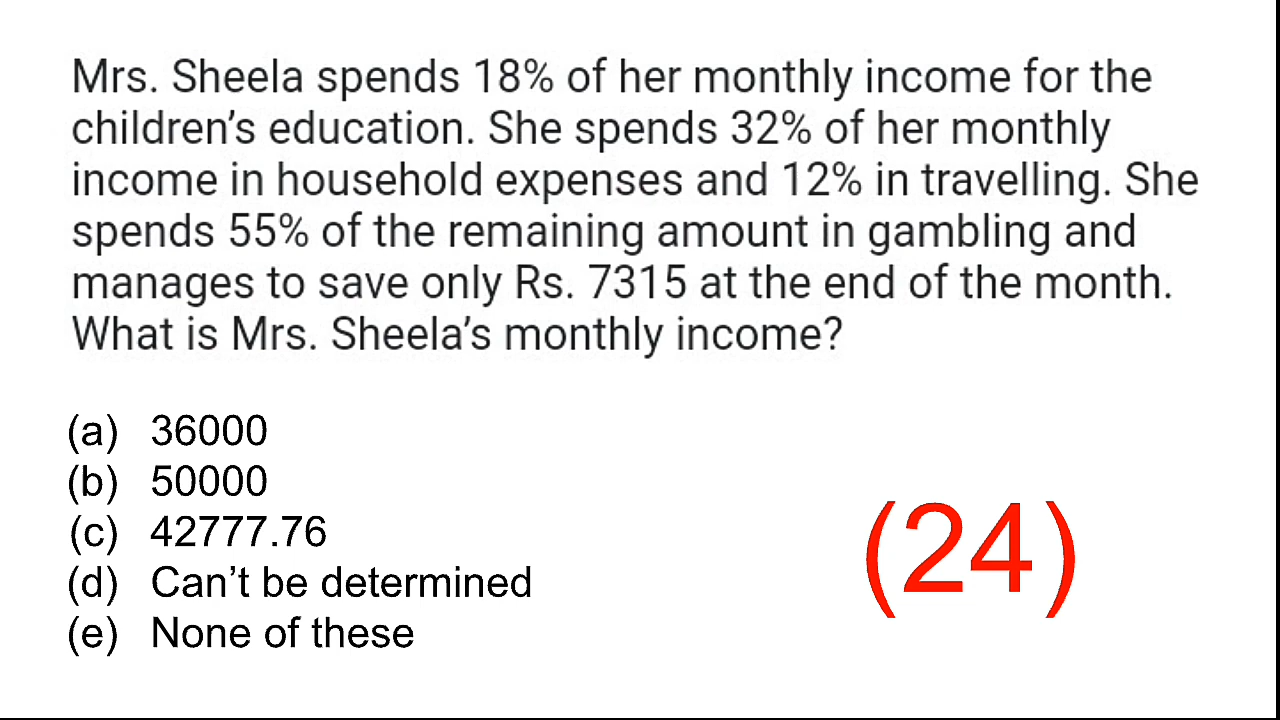 Mrs. Sheela spends 18% of her monthly income for the
children’s education. She spends 32% of her monthly
income in household expenses and 12% in travelling. She
spends 55% of the remaining amount in gambling and
manages to save only Rs. 7315 at the end of the month.
What is Mrs. Sheela’s monthly income?
(a) 36000
(b) 50000
(c) 42777.76
(d) Can’t be determined
(e) None of these
(24)